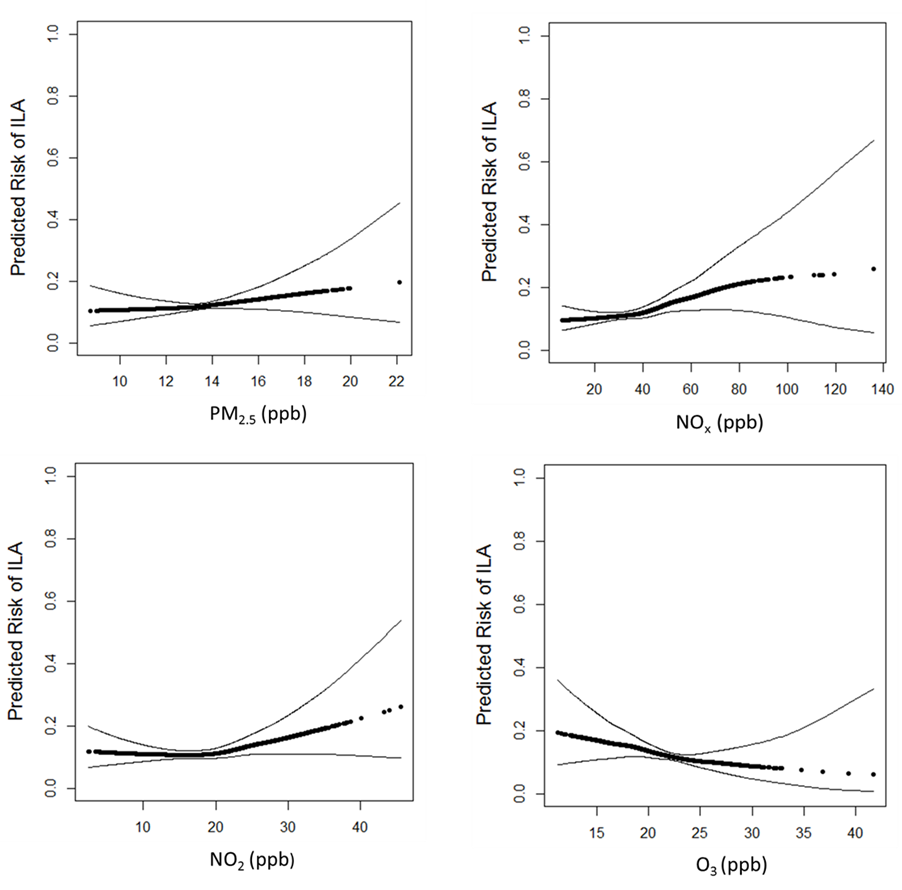 Predicted Risk of ILA
1.0
0.8
0.6
0.4
0.2
0.0
10 12 14 16 18 20 22
PM2.5 (ppb)
Predicted Risk of ILA
1.0
0.8
0.6
0.4
0.2
0.0
20 40 60 80 100 120 140
NOx (ppb)
Predicted Risk of ILA
1.0
0.8
0.6
0.4
0.2
0.0
10 20 30 40
NO2 (ppb)
Predicted Risk of ILA
1.0
0.8
0.6
0.4
0.2
0.0
15 20 25 30 35 40
O3 (ppb)